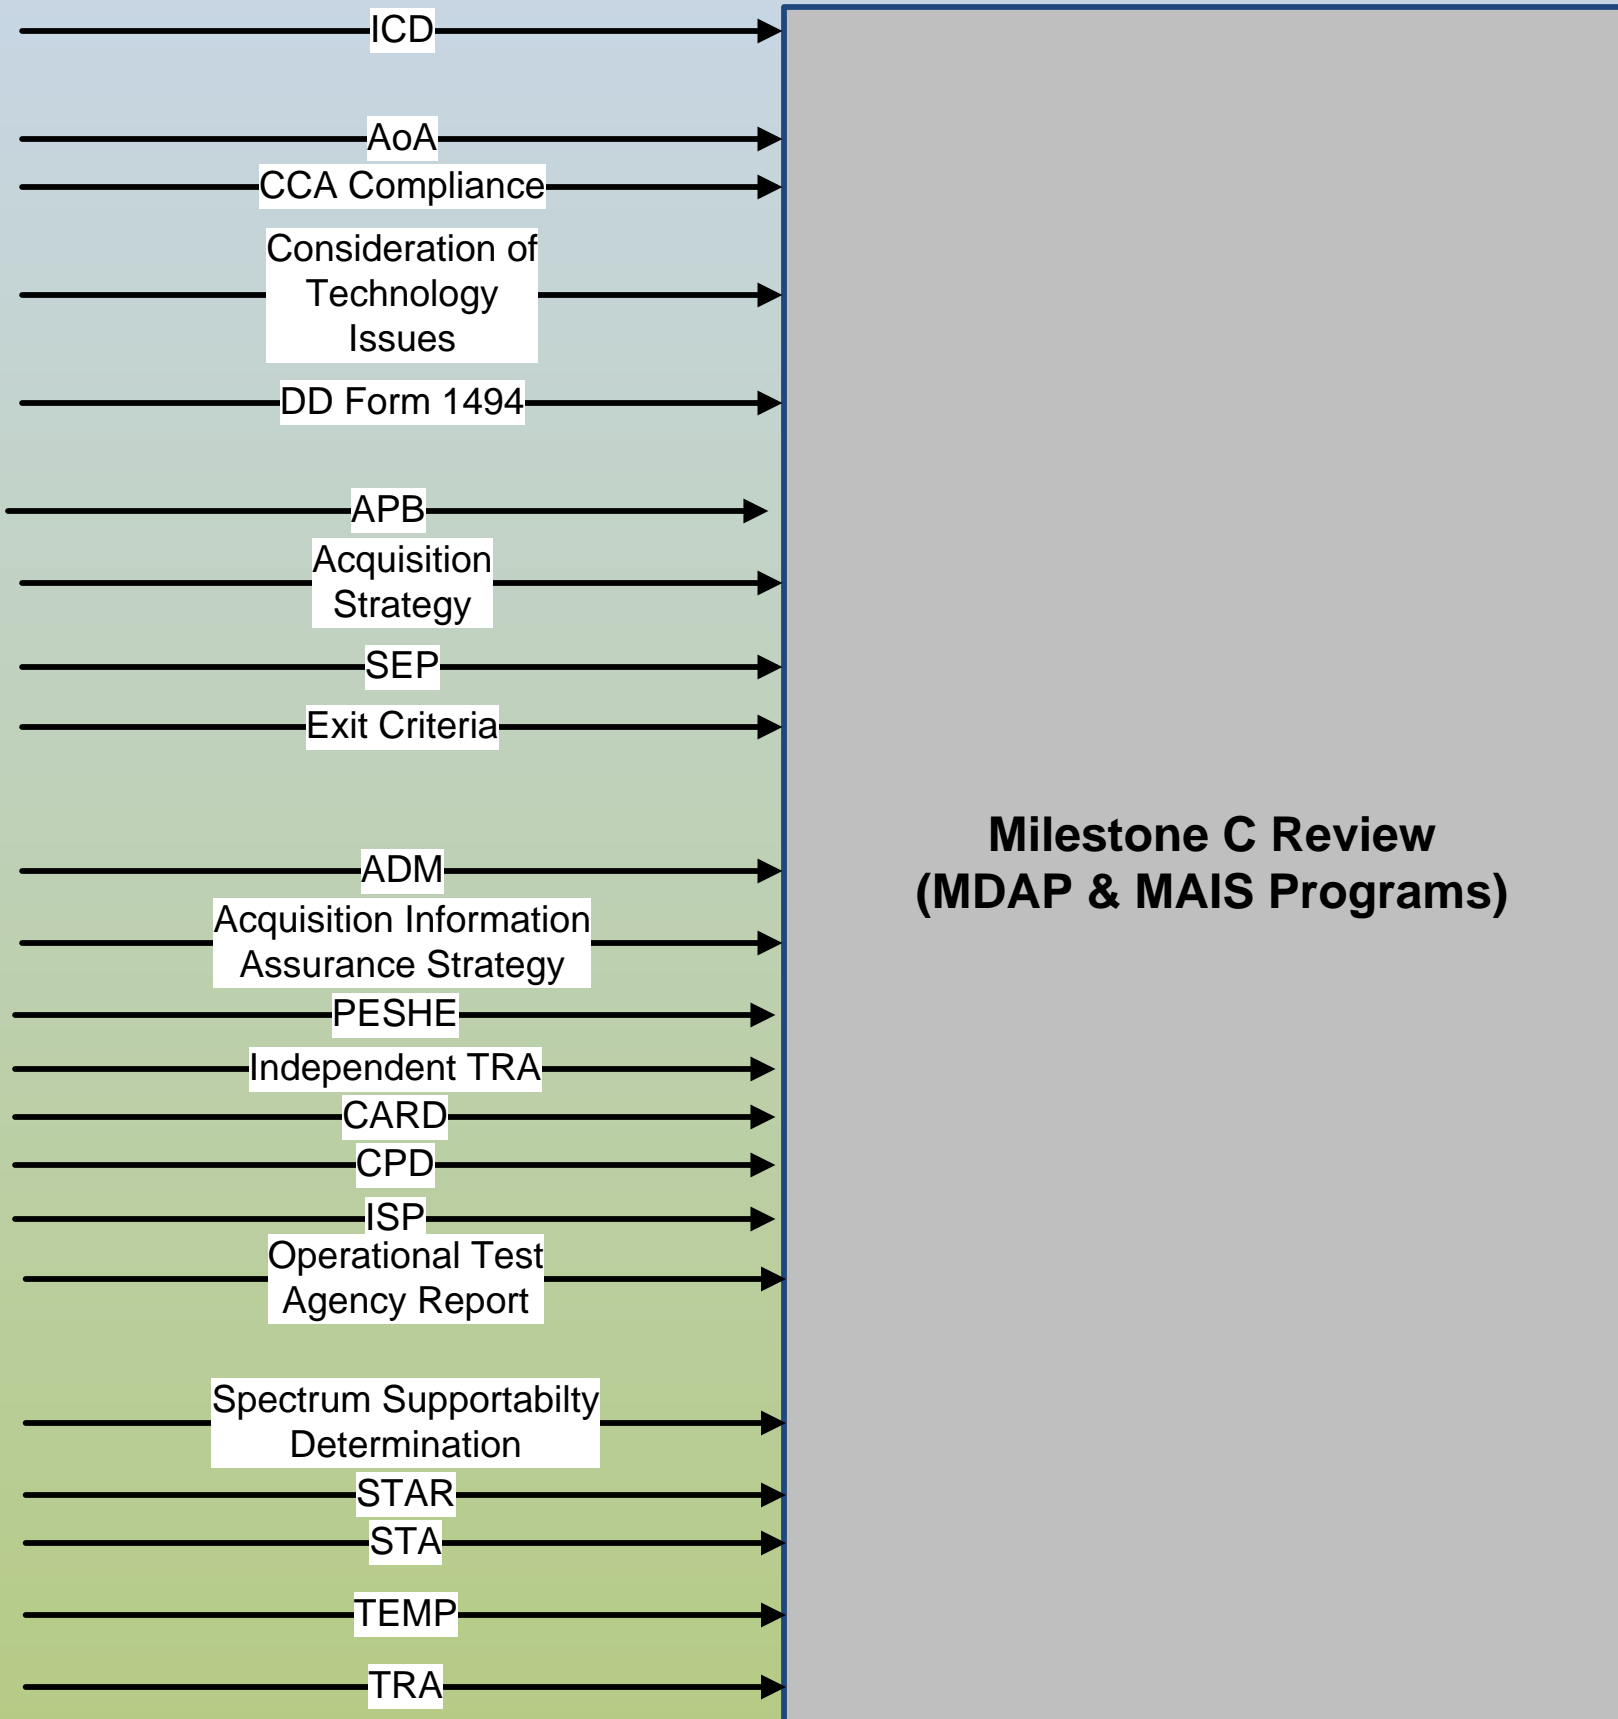 ICD
AoA
CCA Compliance
Consideration of
Technology
Issues
DD Form 1494
APB
Acquisition
Strategy
SEP
Exit Criteria
Milestone C Review
(MDAP & MAIS Programs)
ADM
Acquisition Information
Assurance Strategy
PESHE
Independent TRA
CARD
CPD
ISP
Operational Test
Agency Report
Spectrum Supportabilty
Determination
STAR
STA
TEMP
TRA